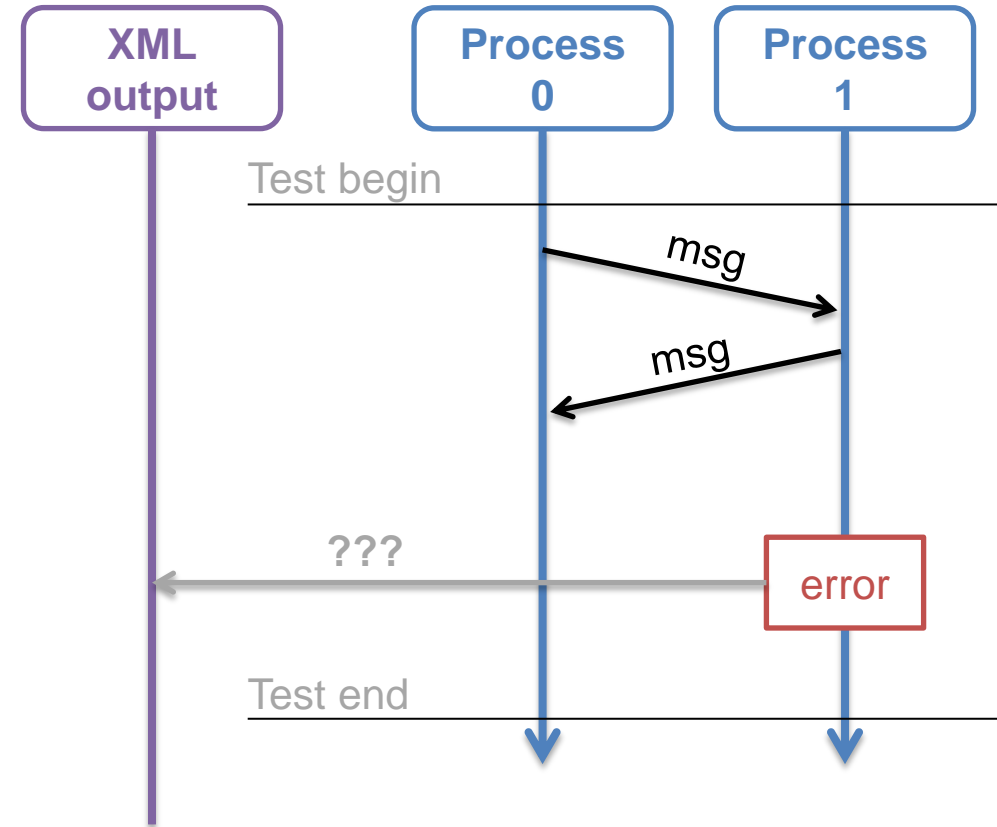 XML
output
Process
0
Process
1
Test begin
msg
msg
???
error
Test end